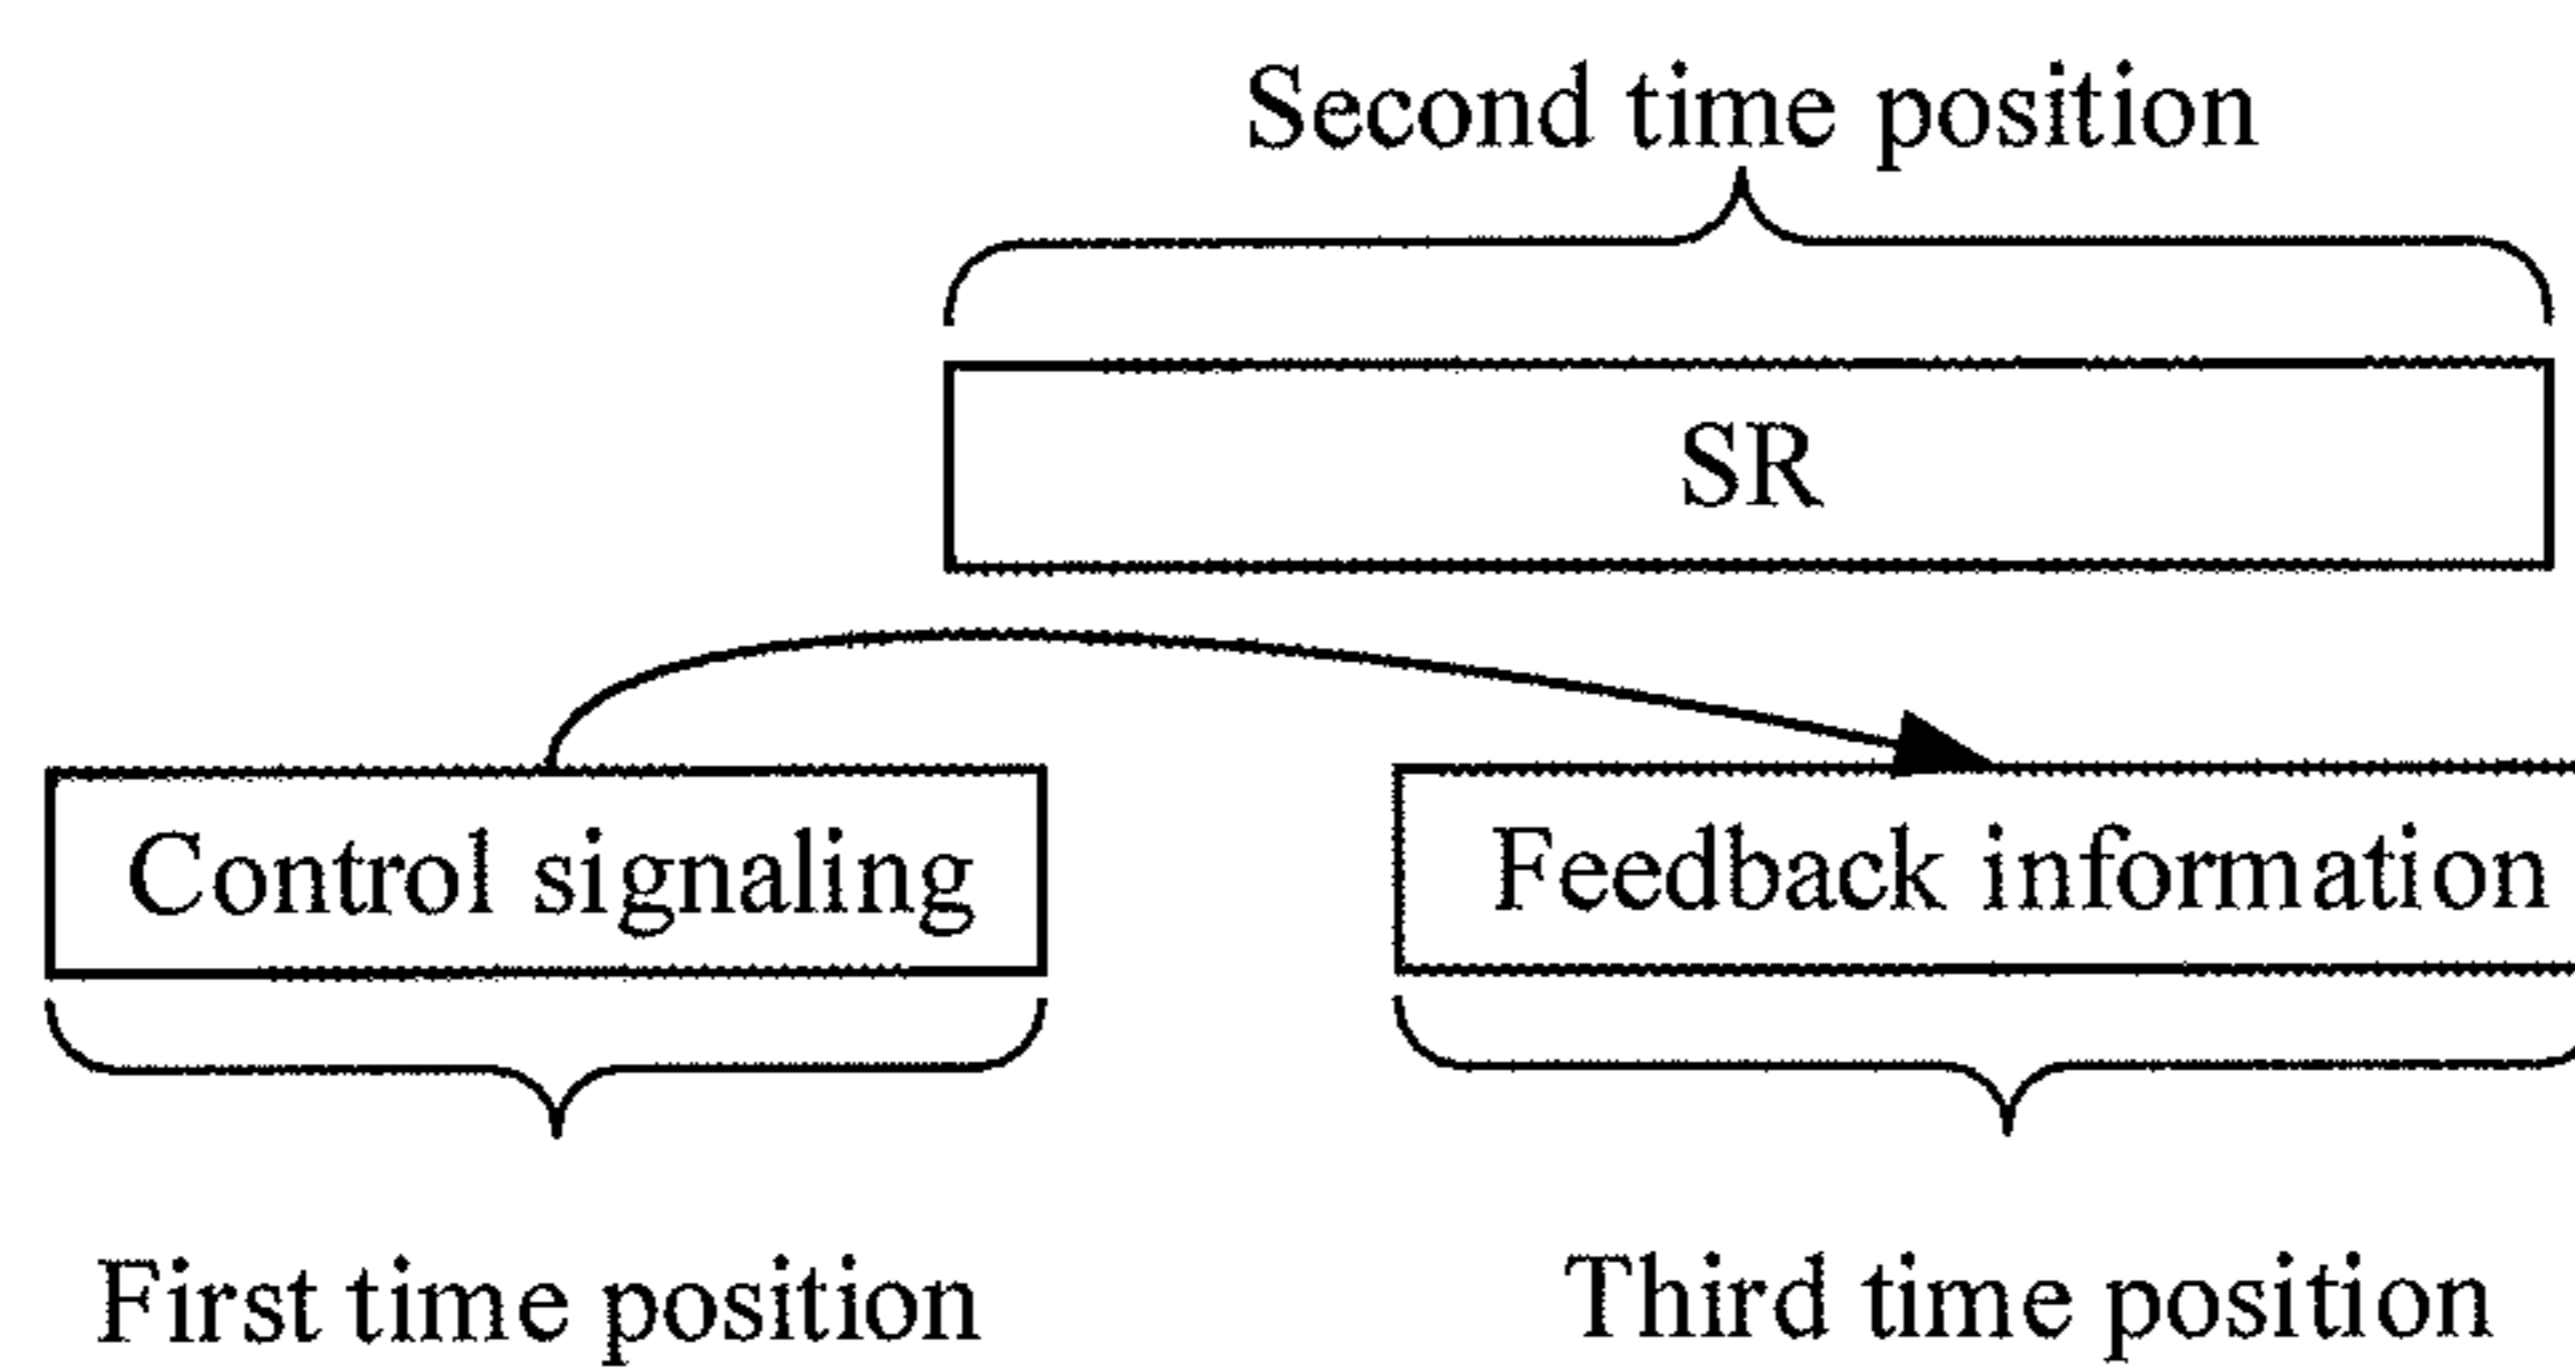 Second time position
SR
Control signaling
Feedback information
First time position
Third time position